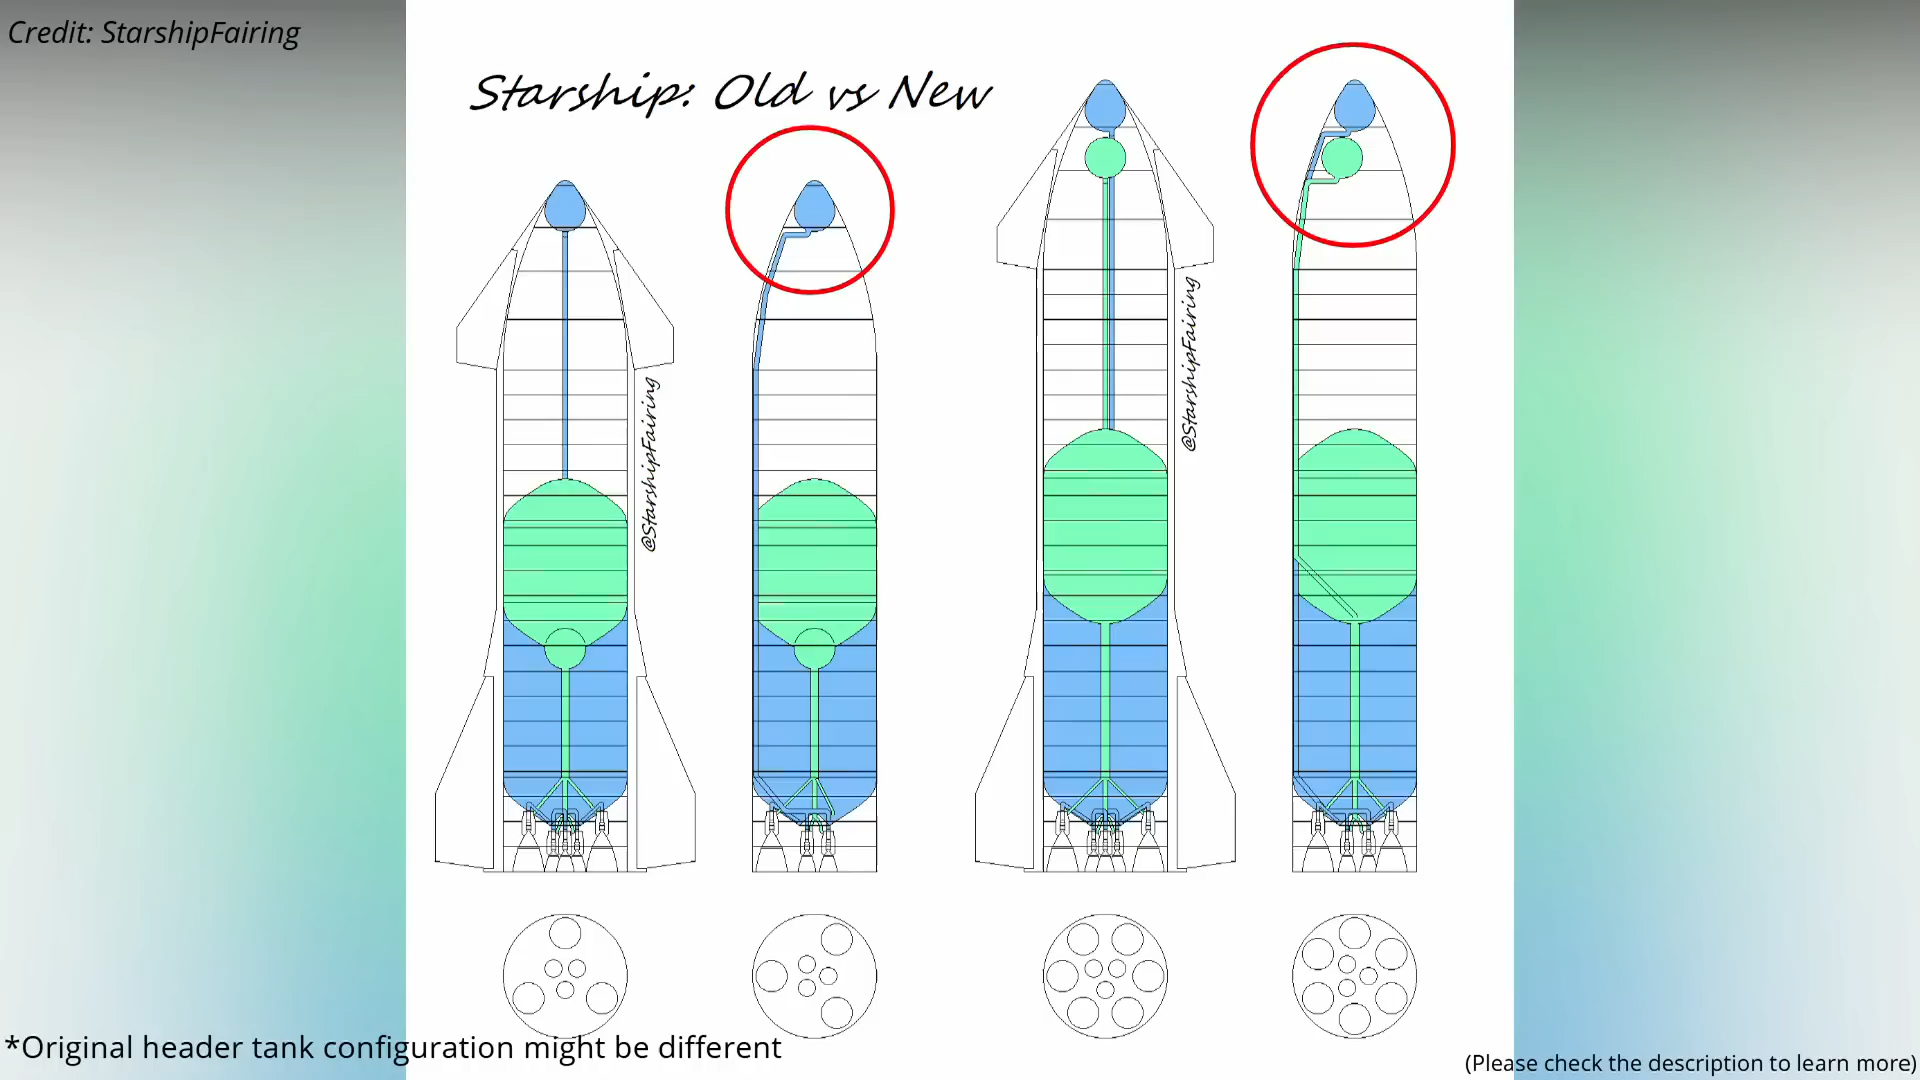 Credit: StarshipFairing
Starship: Old vs New
@StarshipFairing
@StarshipFairing
*Original header tank configuration might be different
(Please check the description to learn more)